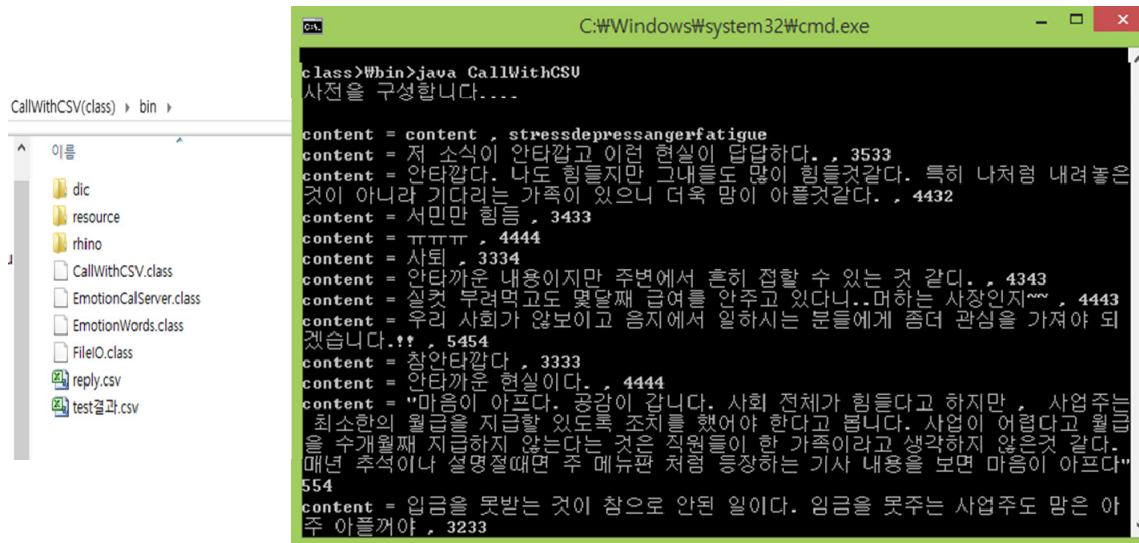 CallWithCSV(class) ▸ bin ▸
이름
dic
resource
rhino
CallWithCSV.class
EmotionCalServer.class
EmotionWords.class
FileIO.class
reply.csv
test결과.csv
C:₩Windows₩system32₩cmd.exe
class>₩bin>java CallWithCSV
사전을 구성합니다....
content = content , stressdepressangerfatigue
content = 저 소식이 안타깝고 이런 현실이 답답하다. , 3533
content = 안타깝다. 나도 힘들지만 그내들도 많이 힘들것같다. 특히 나처럼 내려놓은
것이 아니라 기다리는 가족이 있으니 더욱 맘이 아플것같다. , 4432
content = 서민만 힘듬 , 3433
content = ㅠㅠㅠ , 4444
content = 사퇴 , 3334
content = 안타까운 내용이지만 주변에서 흔히 접할 수 있는 것 같디. , 4343
content = 실컷 부려먹고도 몇달째 급여를 안주고 있다니..머하는 사장인지~~ , 4443
content = 우리 사회가 않보이고 음지에서 일하시는 분들에게 좀더 관심을 가져야 되
겠습니다.!! , 5454
content = 참안타깝다 , 3333
content = 안타까운 현실이다. , 4444
content = "마음이 아프다. 공감이 갑니다. 사회 전체가 힘들다고 하지만 , 사업주는
최소한의 월급을 지급할 있도록 조치를 했어야 한다고 봅니다. 사업이 어렵다고 월급
을 수개월째 지급하지 않는다는 것은 직원들이 한 가족이라고 생각하지 않은것 같다.
매년 추석이나 설명절때면 주 메뉴판 처럼 등장하는 기사 내용을 보면 마음이 아프다"
554
content = 입금을 못받는 것이 참으로 안된 일이다. 임금을 못주는 사업주도 맘은 아
주 아플꺼야 , 3233